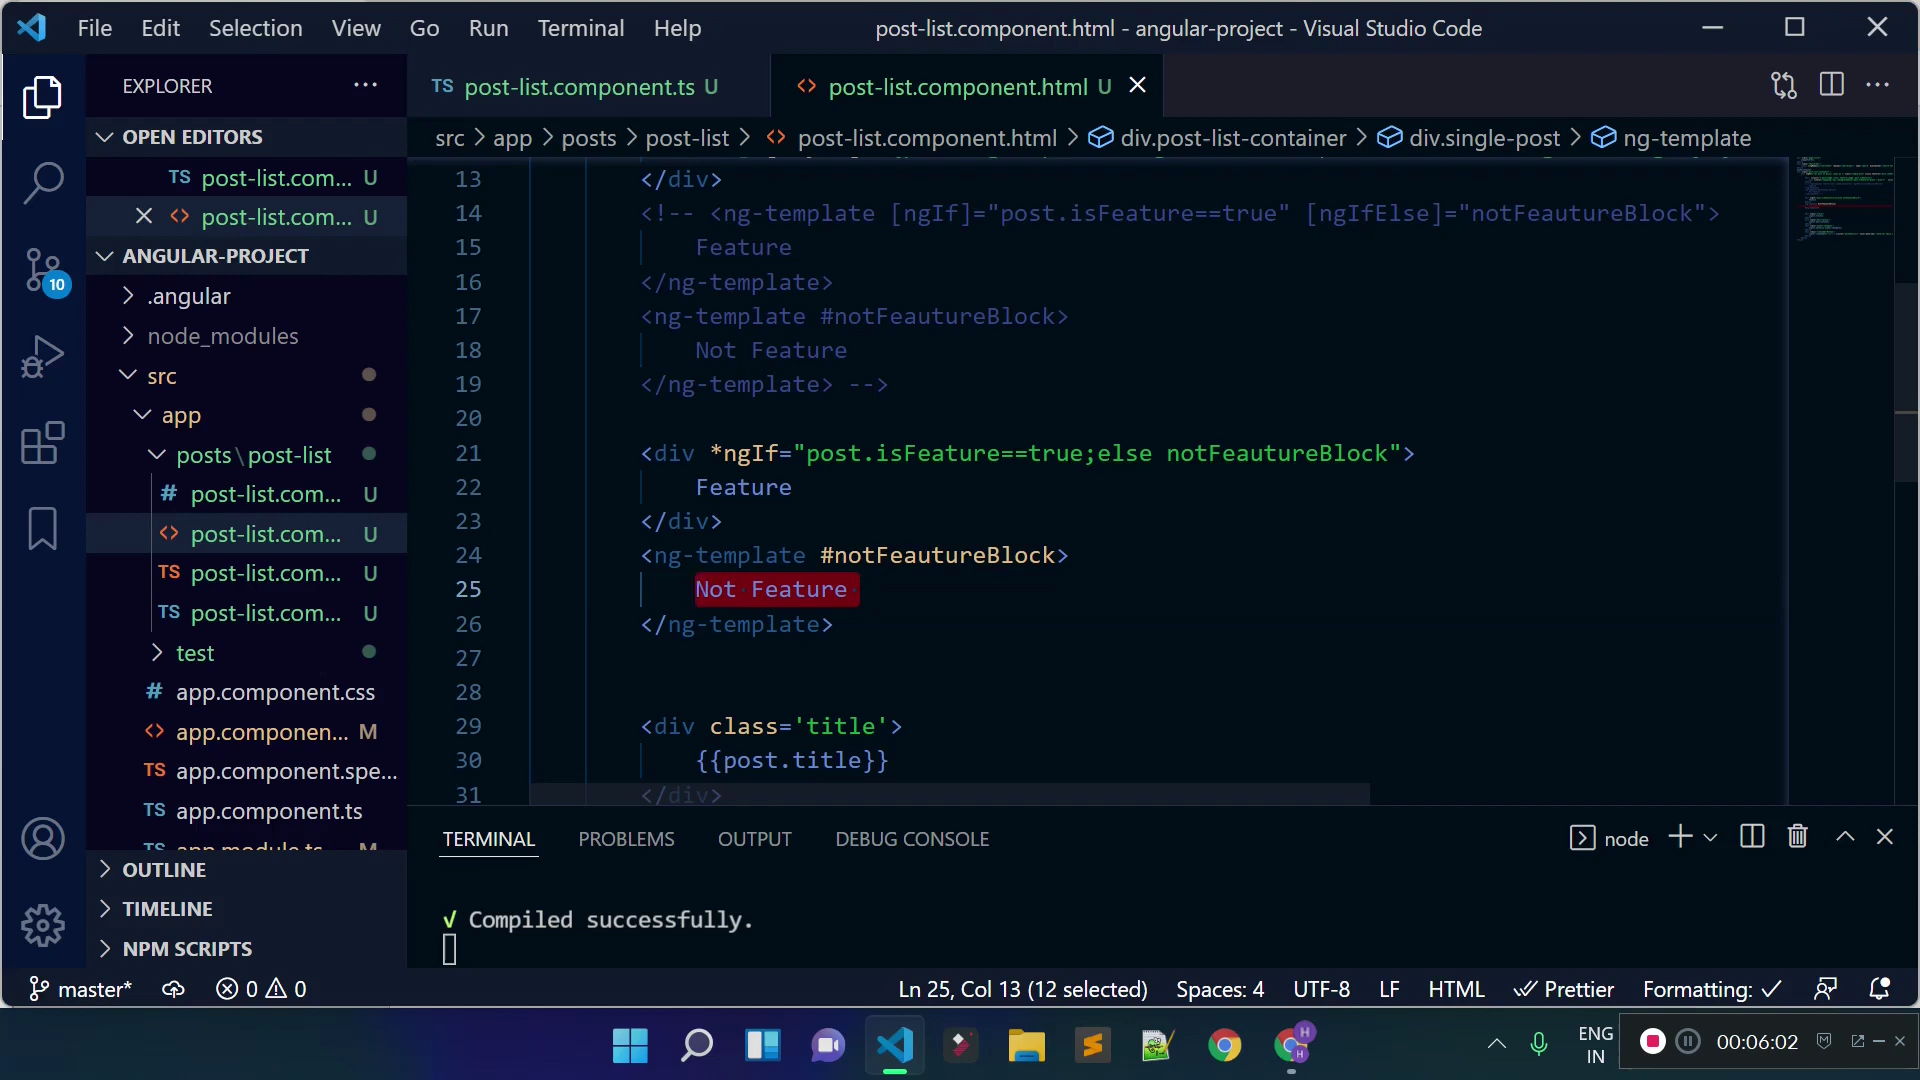 File Edit Selection View Go Run Terminal Help
post-list.component.html - angular-project - Visual Studio Code
EXPLORER
OPEN EDITORS
TS post-list.com... U
post-list.com... U
ANGULAR-PROJECT
.angular
node_modules
src
app
posts\post-list
# post-list.com... U
<> post-list.com... U
TS post-list.com... U
TS post-list.com... U
test
# app.component.css
<> app.componen... M
TS app.component.spe...
TS app.component.ts
TS app.module.ts M
OUTLINE
TIMELINE
NPM SCRIPTS
10
TS post-list.component.ts U
<> post-list.component.html U
src > app > posts > post-list > <> post-list.component.html > div.post-list-container > div.single-post > ng-template
13 </div>
14 <!-- <ng-template [ngIf]="post.isFeature==true" [ngIfElse]="notFeautureBlock">
15 Feature
16 </ng-template>
17 <ng-template #notFeautureBlock>
18 Not Feature
19 </ng-template> -->
20
21 <div *ngIf="post.isFeature==true;else notFeautureBlock">
22 Feature
23 </div>
24 <ng-template #notFeautureBlock>
25 Not Feature
26 </ng-template>
27
28
29 <div class='title'>
30 {{post.title}}
31 </div>
TERMINAL PROBLEMS OUTPUT DEBUG CONSOLE
node
√ Compiled successfully.
master* 0 0
Ln 25, Col 13 (12 selected) Spaces: 4 UTF-8 LF HTML Prettier Formatting: ✓
H
H
ENG
IN
00:06:02